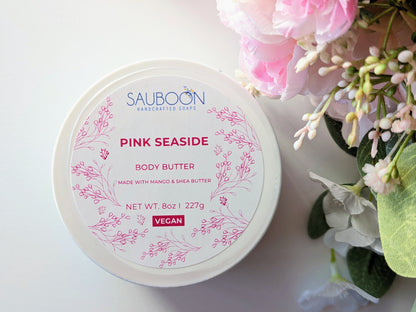 SAUBOON
HANDCRAFTED SOAPS
PINK SEASIDE
BODY BUTTER
MADE WITH MANGO & SHEA BUTTER
NET WT. 8oz | 227g
VEGAN